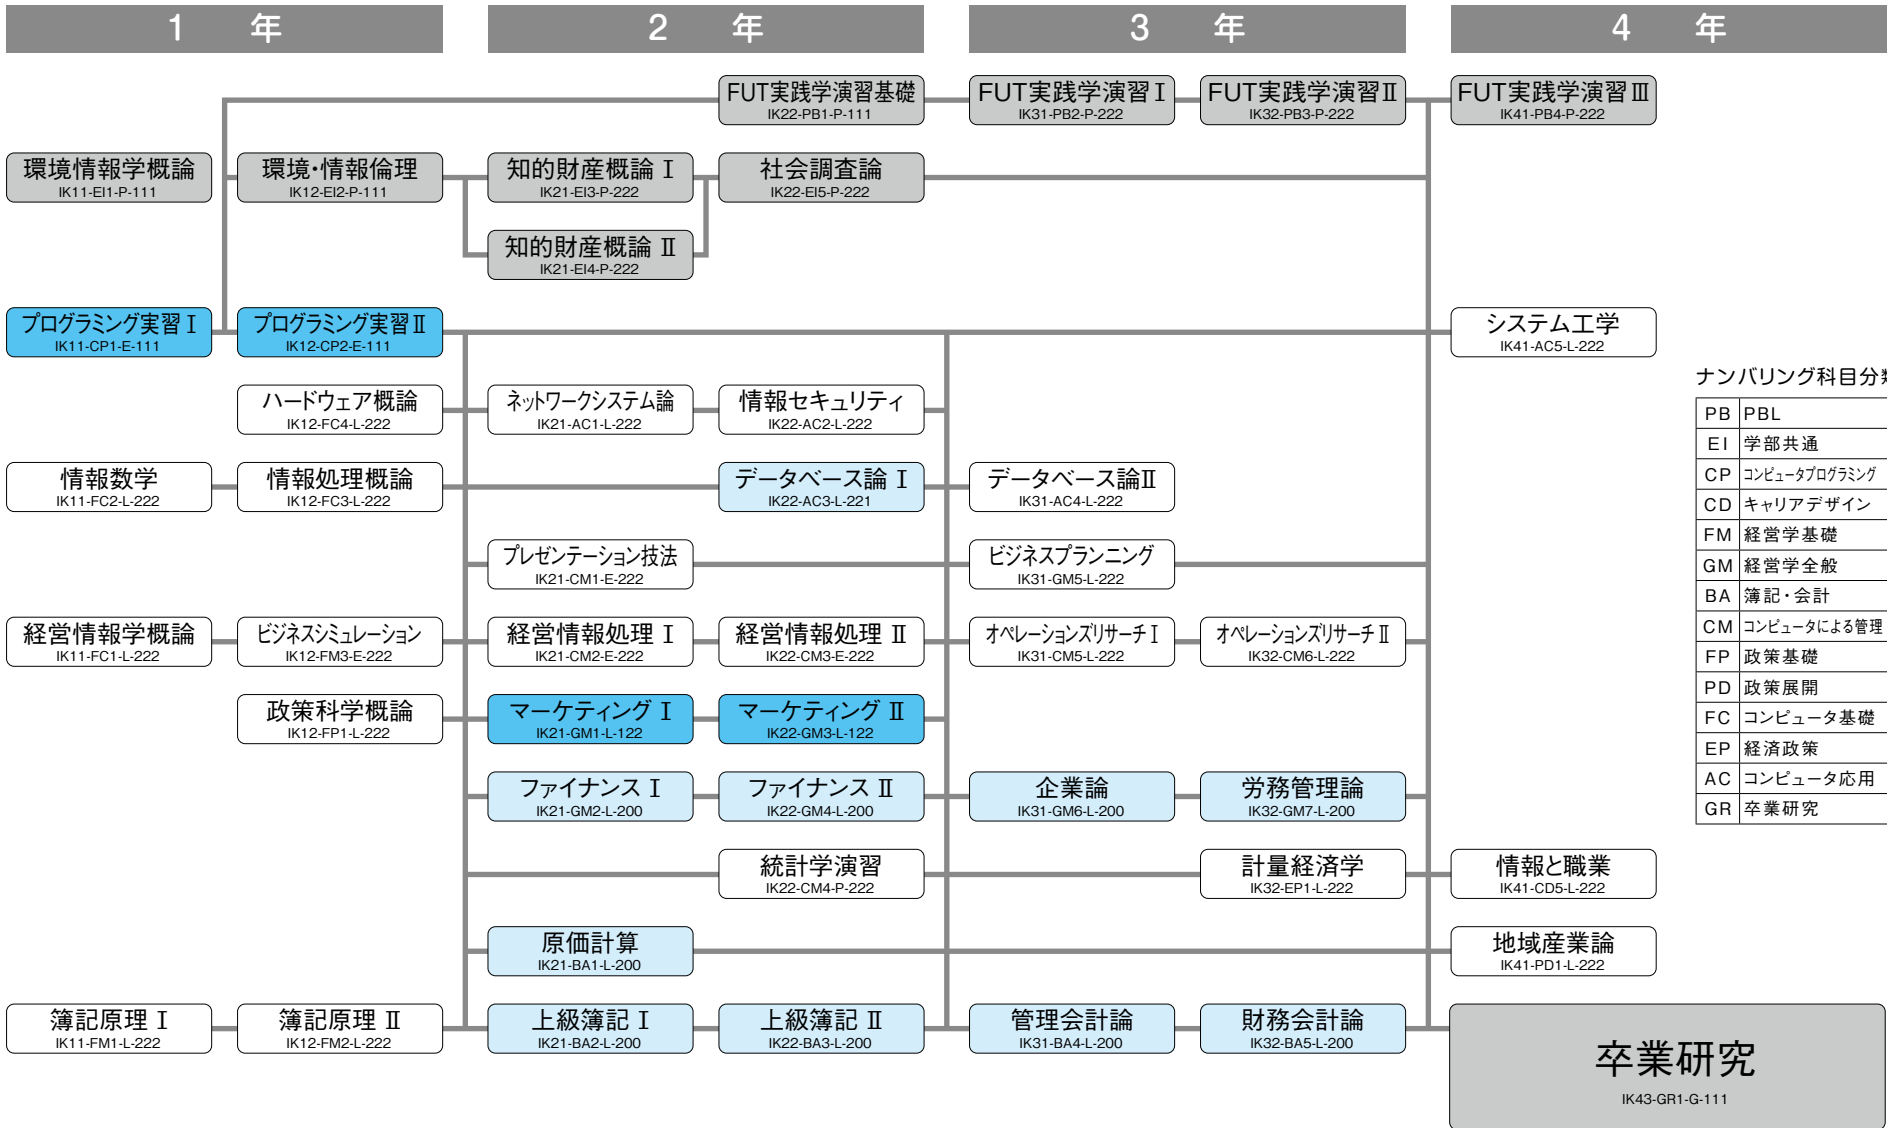 1 年
2 年
3 年
4 年
FUT実践学演習基礎
IK22-PB1-P-111
FUT実践学演習Ⅰ
IK31-PB2-P-222
FUT実践学演習Ⅱ
IK32-PB3-P-222
FUT実践学演習Ⅲ
IK41-PB4-P-222
環境情報学概論
IK11-EI1-P-111
環境・情報倫理
IK12-EI2-P-111
知的財産概論 Ⅰ
IK21-EI3-P-222
社会調査論
IK22-EI5-P-222
知的財産概論 Ⅱ
IK21-EI4-P-222
プログラミング実習Ⅰ
IK11-CP1-E-111
プログラミング実習Ⅱ
IK12-CP2-E-111
システム工学
IK41-AC5-L-222
ハードウェア概論
IK12-FC4-L-222
ネットワークシステム論
IK21-AC1-L-222
情報セキュリティ
IK22-AC2-L-222
情報数学
IK11-FC2-L-222
情報処理概論
IK12-FC3-L-222
データベース論 Ⅰ
IK22-AC3-L-221
データベース論Ⅱ
IK31-AC4-L-222
プレゼンテーション技法
IK21-CM1-E-222
ビジネスプランニング
IK31-GM5-L-222
経営情報学概論
IK11-FC1-L-222
ビジネスシミュレーション
IK12-FM3-E-222
経営情報処理 Ⅰ
IK21-CM2-E-222
経営情報処理 Ⅱ
IK22-CM3-E-222
オペレーションズリサーチⅠ
IK31-CM5-L-222
オペレーションズリサーチⅡ
IK32-CM6-L-222
政策科学概論
IK12-FP1-L-222
マーケティング Ⅰ
IK21-GM1-L-122
マーケティング Ⅱ
IK22-GM3-L-122
ファイナンス Ⅰ
IK21-GM2-L-200
ファイナンス Ⅱ
IK22-GM4-L-200
企業論
IK31-GM6-L-200
労務管理論
IK32-GM7-L-200
統計学演習
IK22-CM4-P-222
計量経済学
IK32-EP1-L-222
情報と職業
IK41-CD5-L-222
原価計算
IK21-BA1-L-200
地域産業論
IK41-PD1-L-222
簿記原理 Ⅰ
IK11-FM1-L-222
簿記原理 Ⅱ
IK12-FM2-L-222
上級簿記 Ⅰ
IK21-BA2-L-200
上級簿記 Ⅱ
IK22-BA3-L-200
管理会計論
IK31-BA4-L-200
財務会計論
IK32-BA5-L-200
卒業研究
IK43-GR1-G-111
ナンバリング科目分
PB PBL
EI 学部共通
CP コンピュータプログラミング
CD キャリアデザイン
FM 経営学基礎
GM 経営学全般
BA 簿記・会計
CM コンピュータによる管理
FP 政策基礎
PD 政策展開
FC コンピュータ基礎
EP 経済政策
AC コンピュータ応用
GR 卒業研究